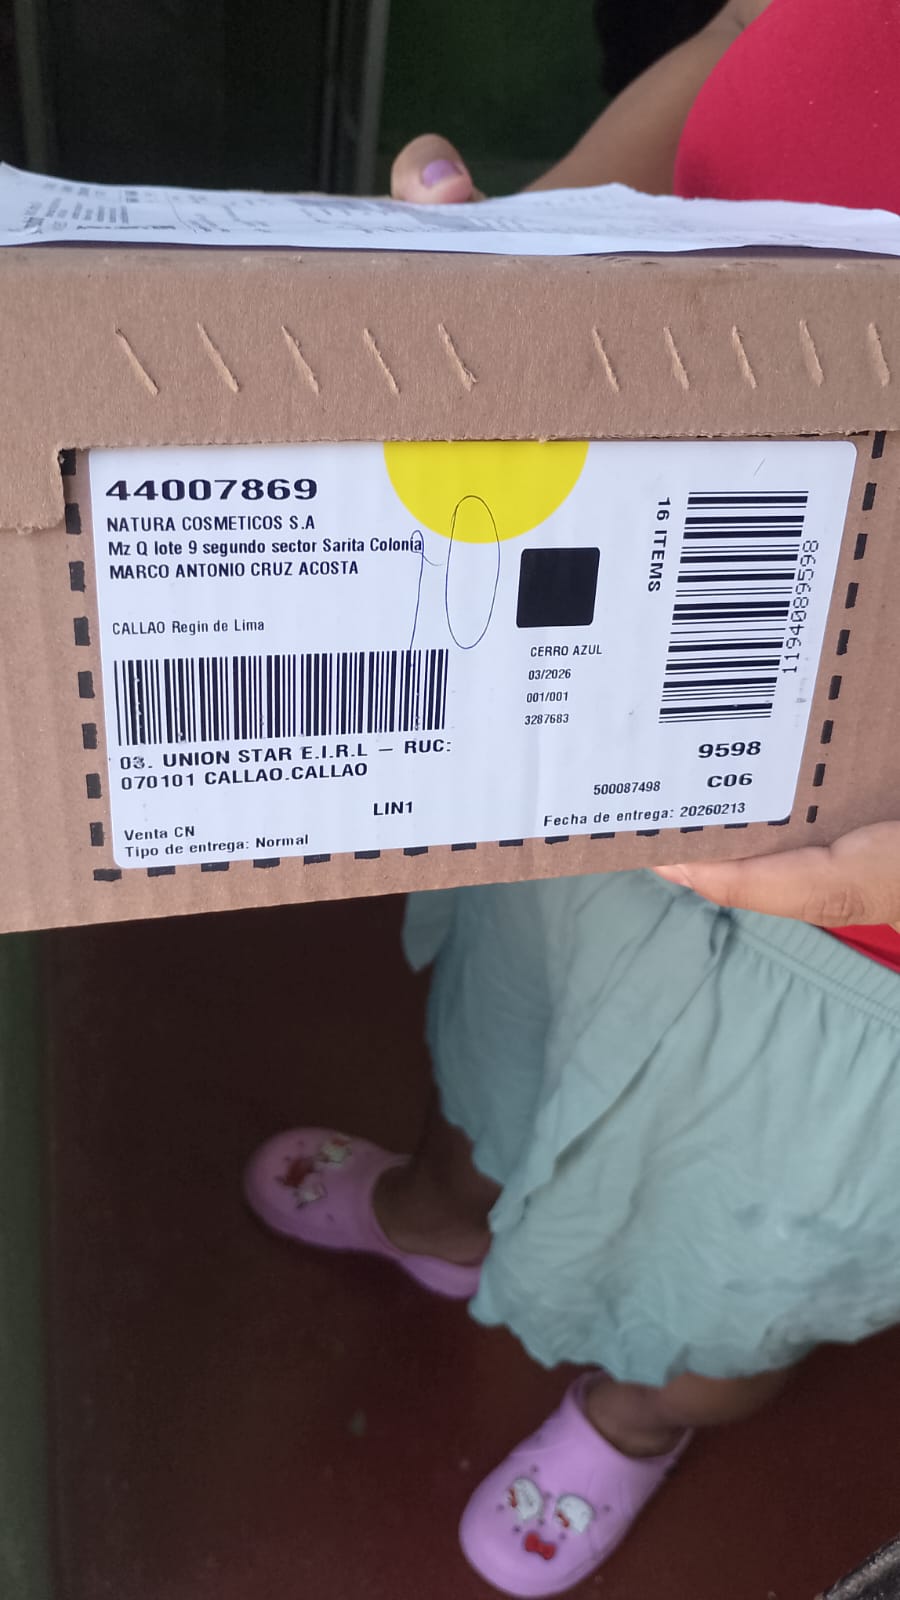 44007869
NATURA COSMETICOS S.A
Mz Q lote 9 segundo sector Sarita Colonia
MARCO ANTONIO CRUZ ACOSTA
CALLAO Regin de Lima
03. UNION STAR E.I.R.L – RUC:
070101 CALLAO.CALLAO
LIN1
Venta CN
Tipo de entrega: Normal
CERRO AZUL
03/2026
001/001
3287683
16 ITEMS
1194089598
9598
C06
500087498
Fecha de entrega: 20260213